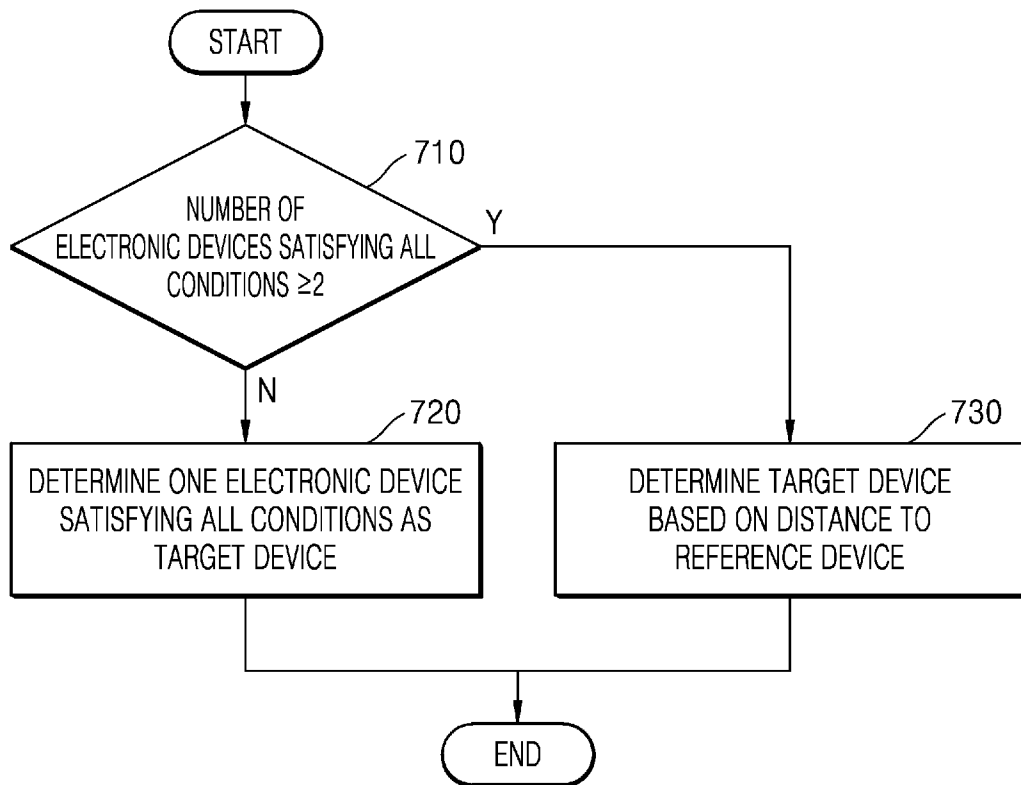 START
710
NUMBER OF
ELECTRONIC DEVICES SATISFYING ALL
CONDITIONS ≥2
Y
N
720
730
DETERMINE ONE ELECTRONIC DEVICE
SATISFYING ALL CONDITIONS AS
TARGET DEVICE
DETERMINE TARGET DEVICE
BASED ON DISTANCE TO
REFERENCE DEVICE
END